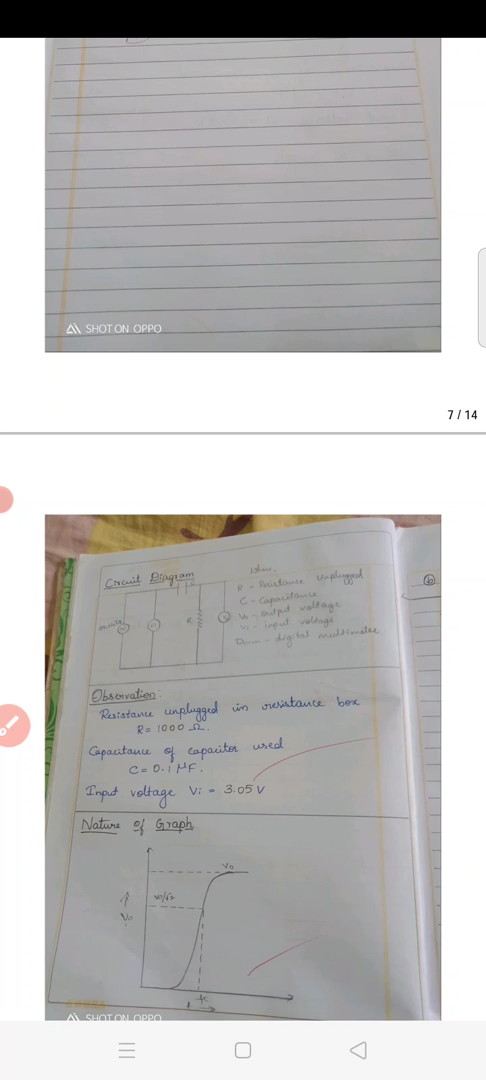 SHOT ON OPPO
7 / 14
Circuit Diagram
where,
R - Resistance unplugged
C - Capacitance
Vo - output voltage
Vi - input voltage
- digital multimeter
C
R
Observation:
Resistance unplugged in resistance box
R = 1000 Ω.
Capacitance of capacitor used
C = 0.1 μF.
Input voltage Vi = 3.05 V
Nature of Graph
Vo
Vo/√2
↑
Vo
fc
f →
SHOT ON OPPO